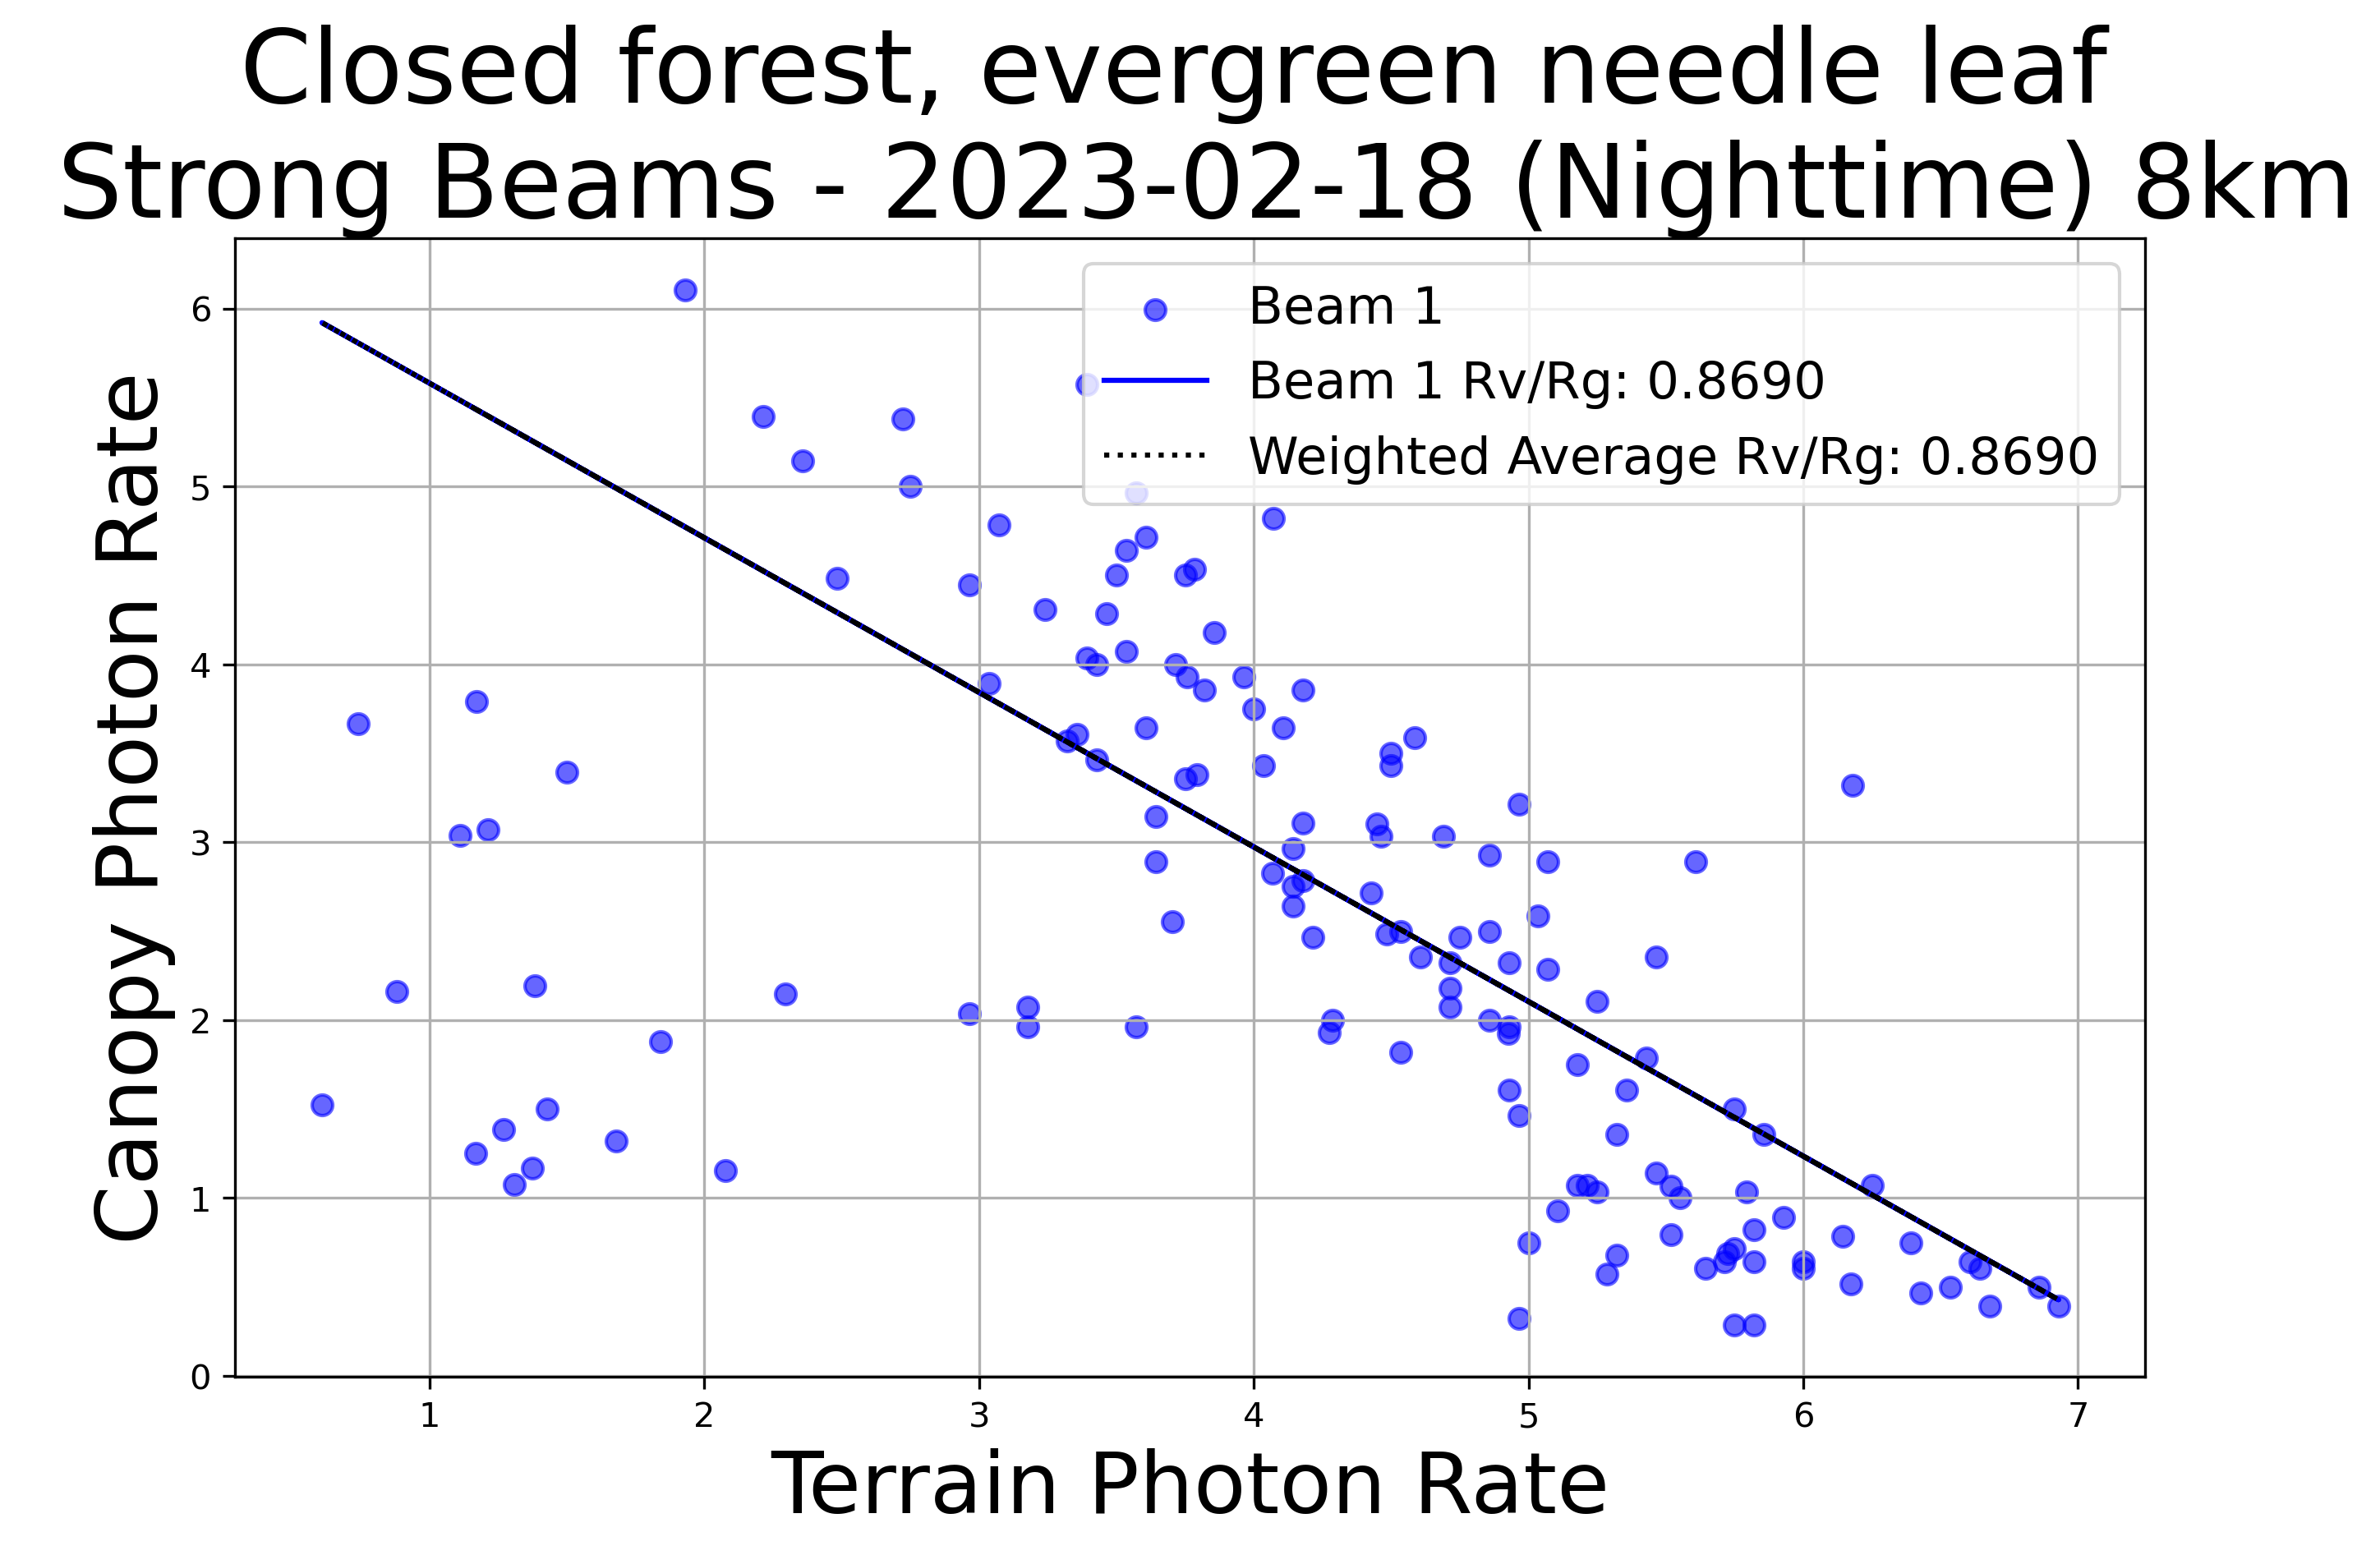 Closed forest, evergreen needle leaf
Strong Beams - 2023-02-18 (Nighttime) 8km
Beam 1
Beam 1 Rv/Rg: 0.8690
Weighted Average Rv/Rg: 0.8690
Canopy Photon Rate
6
5
4
3
2
1
0
1 2 3 4 5 6 7
Terrain Photon Rate